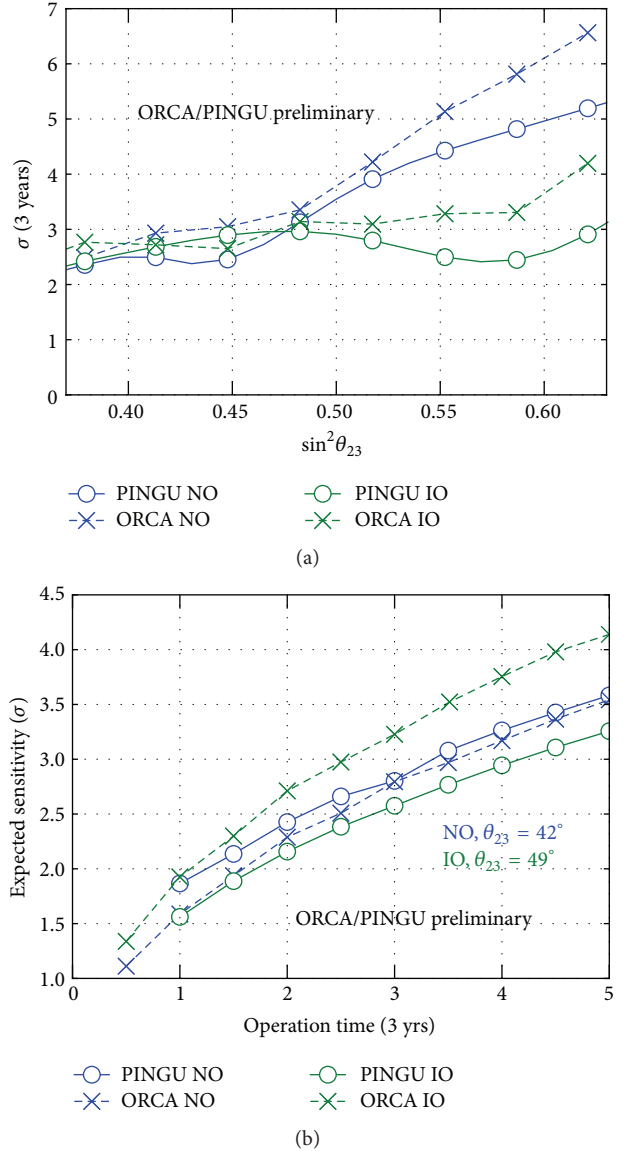 7
6
5
4
3
2
1
0
σ (3 years)
ORCA/PINGU preliminary
0.40 0.45 0.50 0.55 0.60
sin²θ₂₃
PINGU NO PINGU IO
ORCA NO ORCA IO
(a)
4.5
4.0
3.5
3.0
2.5
2.0
1.5
1.0
Expected sensitivity (σ)
NO, θ₂₃ = 42°
IO, θ₂₃ = 49°
ORCA/PINGU preliminary
0 1 2 3 4 5
Operation time (3 yrs)
PINGU NO PINGU IO
ORCA NO ORCA IO
(b)